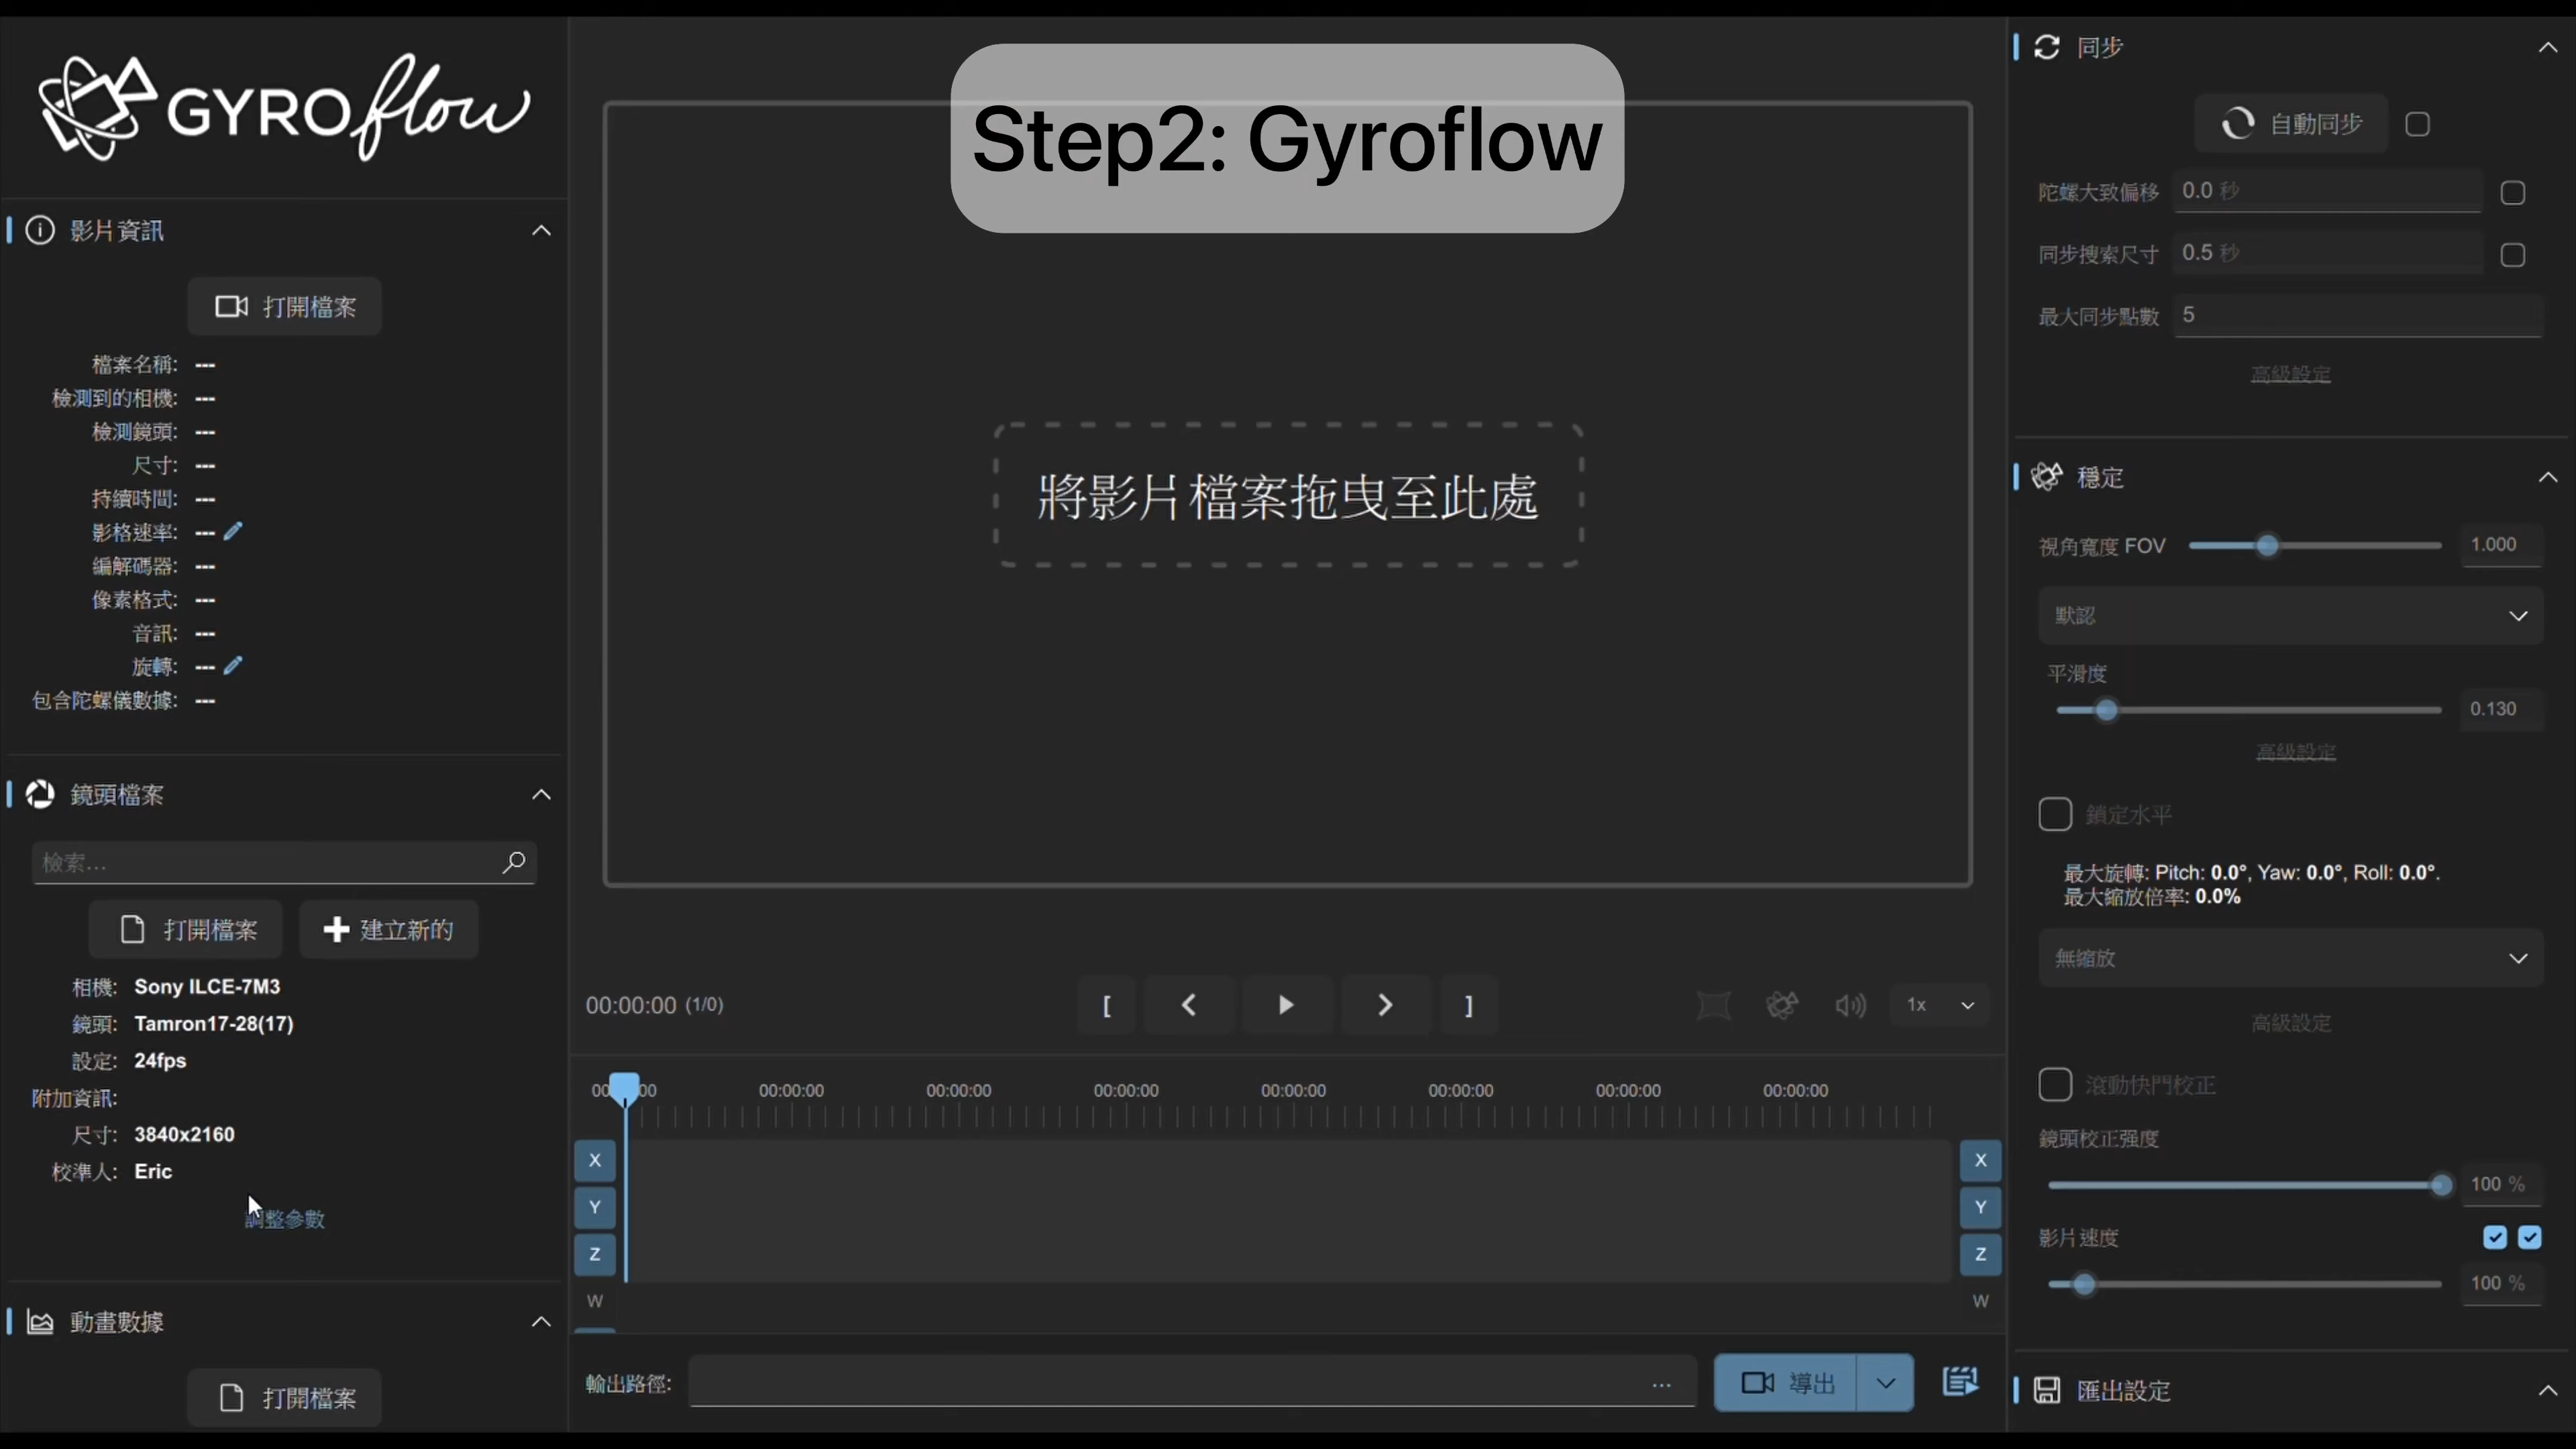 GYROflow
影片資訊
打開檔案
檔案名稱: ---
檢測到的相機: ---
檢測鏡頭: ---
尺寸: ---
持續時間: ---
影格速率: ---
編解碼器: ---
像素格式: ---
音訊: ---
旋轉: ---
包含陀螺儀數據: ---
鏡頭檔案
檢索...
打開檔案
建立新的
相機: Sony ILCE-7M3
鏡頭: Tamron17-28(17)
設定: 24fps
附加資訊:
尺寸: 3840x2160
校準人: Eric
調整參數
動畫數據
打開檔案
Step2: Gyroflow
將影片檔案拖曳至此處
00:00:00 (1/0)
[
]
1x
00:00:00 00:00:00 00:00:00 00:00:00 00:00:00 00:00:00 00:00:00
X
Y
Z
W
X
Y
Z
W
輸出路徑:
...
導出
同步
自動同步
陀螺大致偏移 0.0 秒
同步搜索尺寸 0.5 秒
最大同步點數 5
高級設定
穩定
視角寬度 FOV 1.000
默認
平滑度
0.130
高級設定
鎖定水平
最大旋轉: Pitch: 0.0°, Yaw: 0.0°, Roll: 0.0°.
最大縮放倍率: 0.0%
無縮放
高級設定
滾動快門校正
鏡頭校正强度
100 %
影片速度
100 %
匯出設定